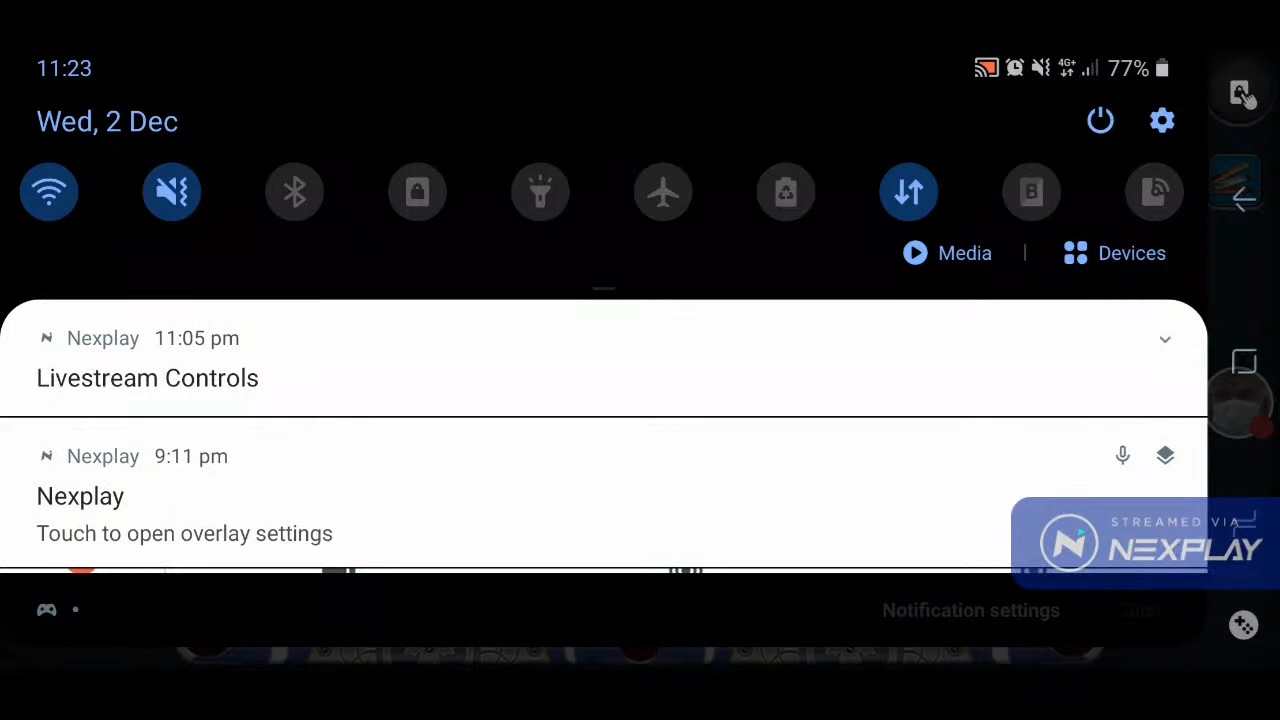 11:23
4G+
77%
Wed, 2 Dec
B
Media | Devices
Nexplay 11:05 pm
Livestream Controls
Nexplay 9:11 pm
Nexplay
Touch to open overlay settings
STREAMED VIA
NEXPLAY
Notification settings